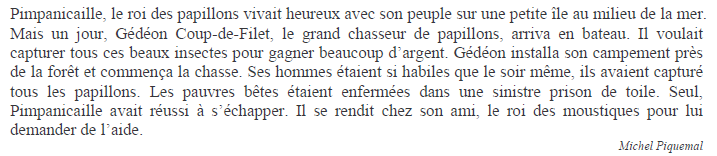 Pimpanicaille, le roi des papillons vivait heureux avec son peuple sur une petite île au milieu de la mer.
Mais un jour, Gédéon Coup-de-Filet, le grand chasseur de papillons, arriva en bateau. Il voulait
capturer tous ces beaux insectes pour gagner beaucoup d’argent. Gédéon installa son campement près
de la forêt et commença la chasse. Ses hommes étaient si habiles que le soir même, ils avaient capturé
tous les papillons. Les pauvres bêtes étaient enfermées dans une sinistre prison de toile. Seul,
Pimpanicaille avait réussi à s’échapper. Il se rendit chez son ami, le roi des moustiques pour lui
demander de l’aide.
Michel Piquemal